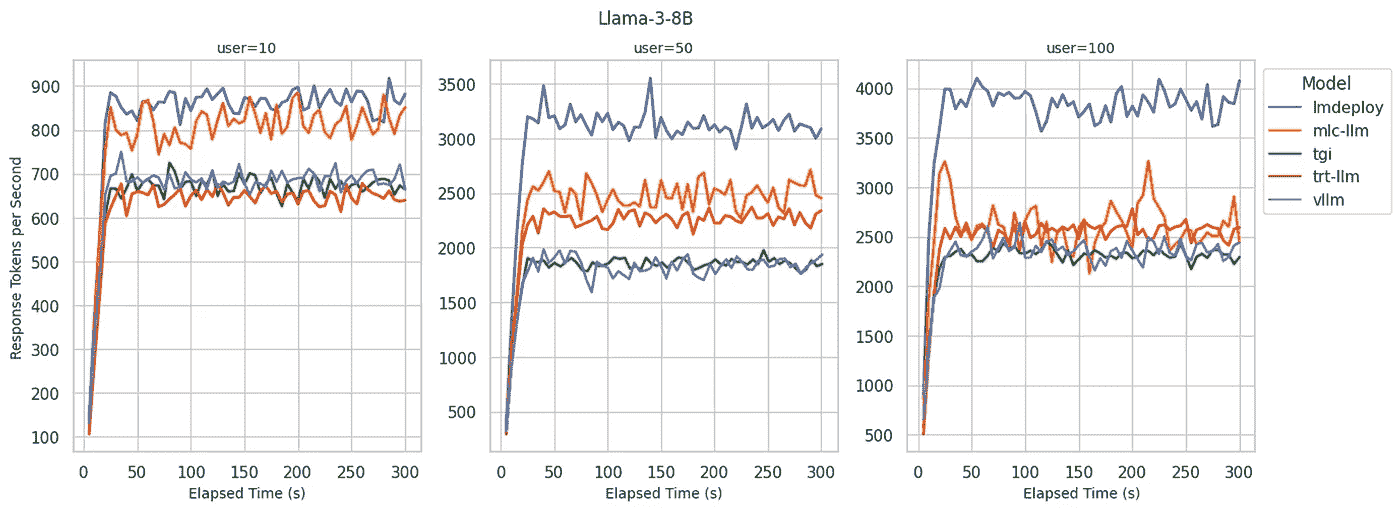 Llama-3-8B
user=10
user=50
user=100
Response Tokens per Second
900
800
700
600
500
400
300
200
100
0 50 100 150 200 250 300
Elapsed Time (s)
3500
3000
2500
2000
1500
1000
500
0 50 100 150 200 250 300
Elapsed Time (s)
4000
3500
3000
2500
2000
1500
1000
500
0 50 100 150 200 250 300
Elapsed Time (s)
Model
lmdeploy
mlc-llm
tgi
trt-llm
vllm